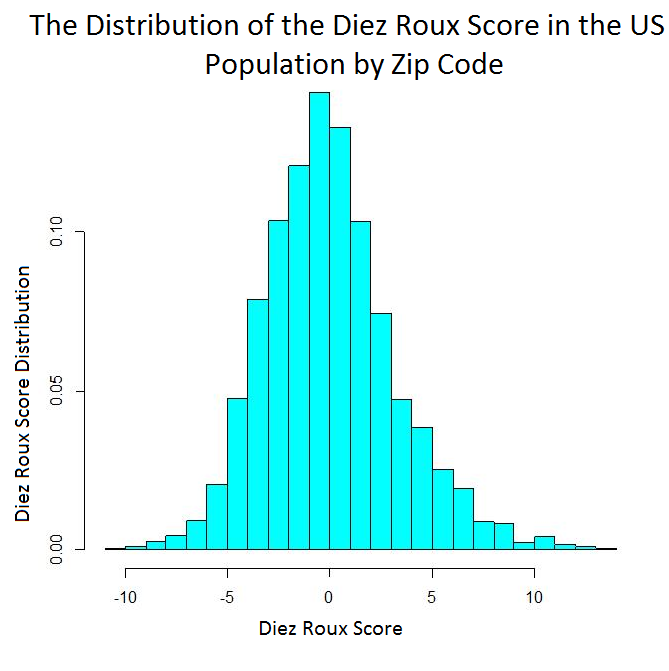 The Distribution of the Diez Roux Score in the US
Population by Zip Code
Diez Roux Score Distribution
0.10
0.05
0.00
-10 -5 0 5 10
Diez Roux Score